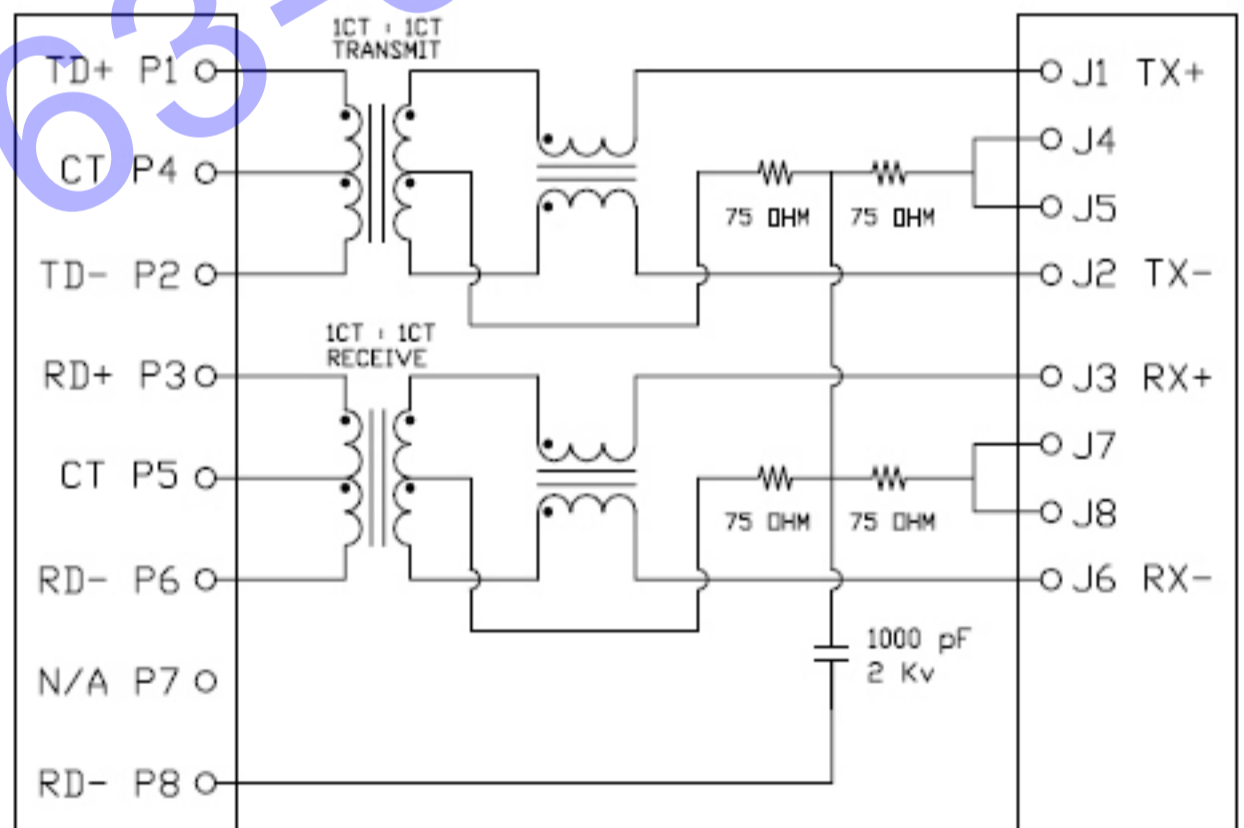 1CT : 1CT
TRANSMIT
TD+ P1
J1 TX+
J4
CT P4
75 OHM
75 OHM
J5
TD- P2
J2 TX-
1CT : 1CT
RECEIVE
RD+ P3
J3 RX+
J7
CT P5
75 OHM
75 OHM
J8
RD- P6
J6 RX-
1000 pF
2 Kv
N/A P7
RD- P8